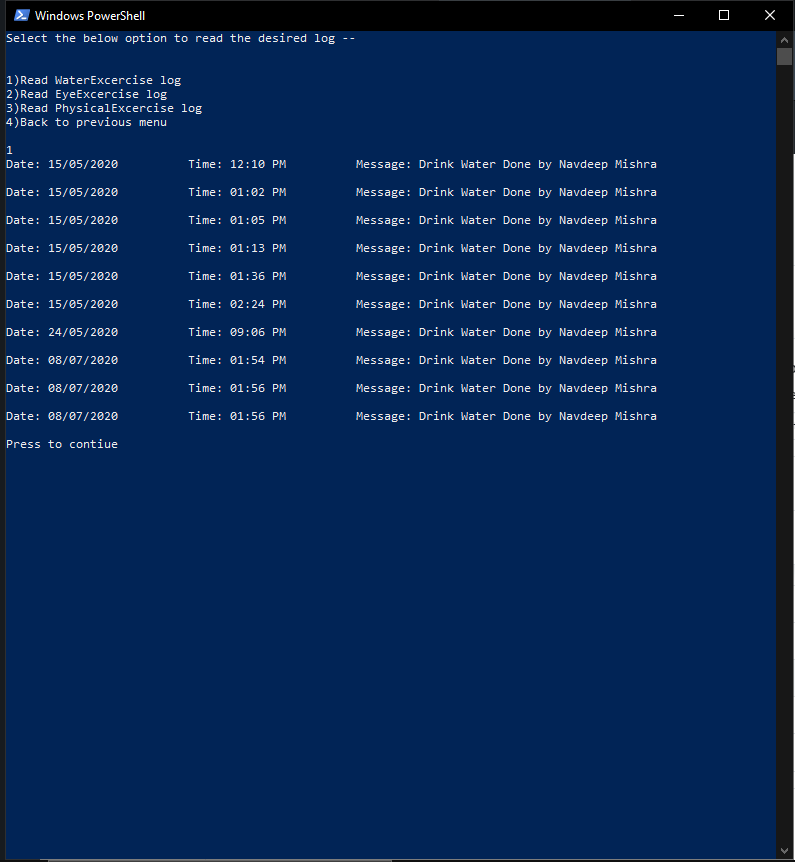 Windows PowerShell
Select the below option to read the desired log --
1)Read WaterExcercise log
2)Read EyeExcercise log
3)Read PhysicalExcercise log
4)Back to previous menu
1
Date: 15/05/2020 Time: 12:10 PM Message: Drink Water Done by Navdeep Mishra
Date: 15/05/2020 Time: 01:02 PM Message: Drink Water Done by Navdeep Mishra
Date: 15/05/2020 Time: 01:05 PM Message: Drink Water Done by Navdeep Mishra
Date: 15/05/2020 Time: 01:13 PM Message: Drink Water Done by Navdeep Mishra
Date: 15/05/2020 Time: 01:36 PM Message: Drink Water Done by Navdeep Mishra
Date: 15/05/2020 Time: 02:24 PM Message: Drink Water Done by Navdeep Mishra
Date: 24/05/2020 Time: 09:06 PM Message: Drink Water Done by Navdeep Mishra
Date: 08/07/2020 Time: 01:54 PM Message: Drink Water Done by Navdeep Mishra
Date: 08/07/2020 Time: 01:56 PM Message: Drink Water Done by Navdeep Mishra
Date: 08/07/2020 Time: 01:56 PM Message: Drink Water Done by Navdeep Mishra
Press to contiue